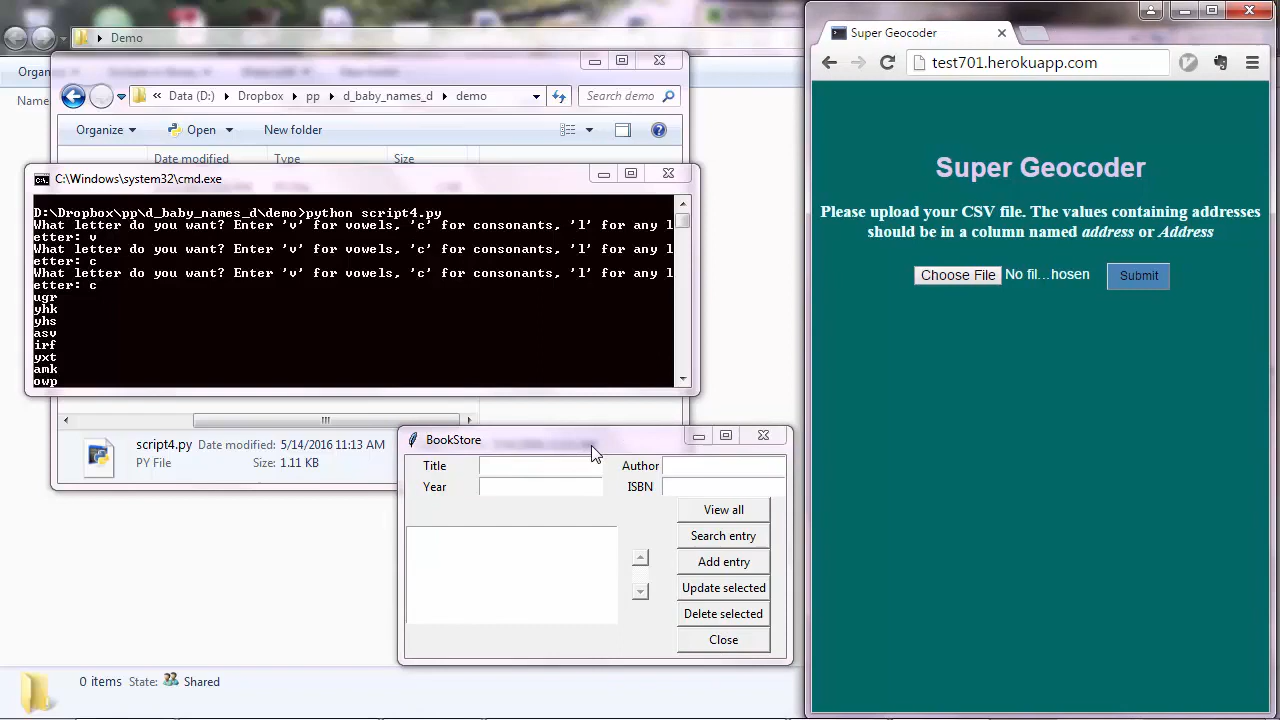 Demo
Organ
Name
« Data (D:) Dropbox pp d_baby_names_d demo
Search demo
Organize Open New folder
Date modified Type Size
C:\Windows\system32\cmd.exe
D:\Dropbox\pp\d_baby_names_d\demo>python script4.py
What letter do you want? Enter 'v' for vowels, 'c' for consonants, 'l' for any l
etter: v
What letter do you want? Enter 'v' for vowels, 'c' for consonants, 'l' for any l
etter: c
What letter do you want? Enter 'v' for vowels, 'c' for consonants, 'l' for any l
etter: c
ugr
yhk
yhs
asv
irf
yxt
amk
owp
script4.py Date modified: 5/14/2016 11:13 AM
PY File Size: 1.11 KB
BookStore
Title Author
Year ISBN
View all
Search entry
Add entry
Update selected
Delete selected
Close
0 items State: Shared
Super Geocoder
test701.herokuapp.com
Super Geocoder
Please upload your CSV file. The values containing addresses
should be in a column named address or Address
Choose File No fil...hosen Submit